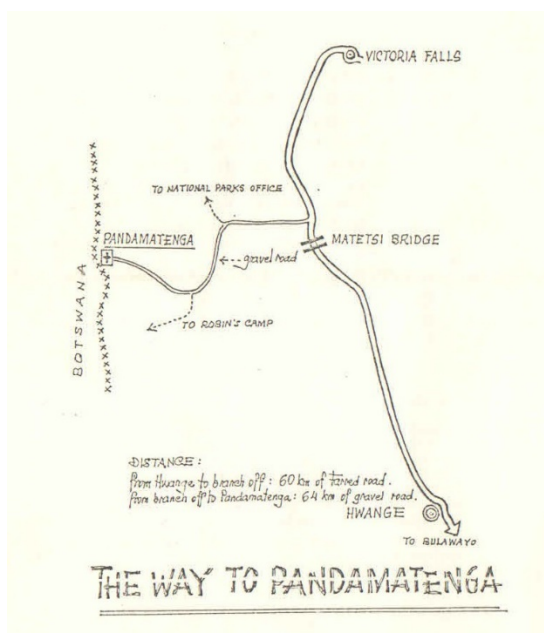 VICTORIA FALLS
TO NATIONAL PARKS OFFICE
PANDAMATENGA
MATETSI BRIDGE
gravel road
BOTSWANA
TO ROBIN'S CAMP
DISTANCE:
from Hwange to branch off: 60 km of tarred road.
from branch off to Pandamatenga: 64 km of gravel road.
HWANGE
TO BULAWAYO
THE WAY TO PANDAMATENGA